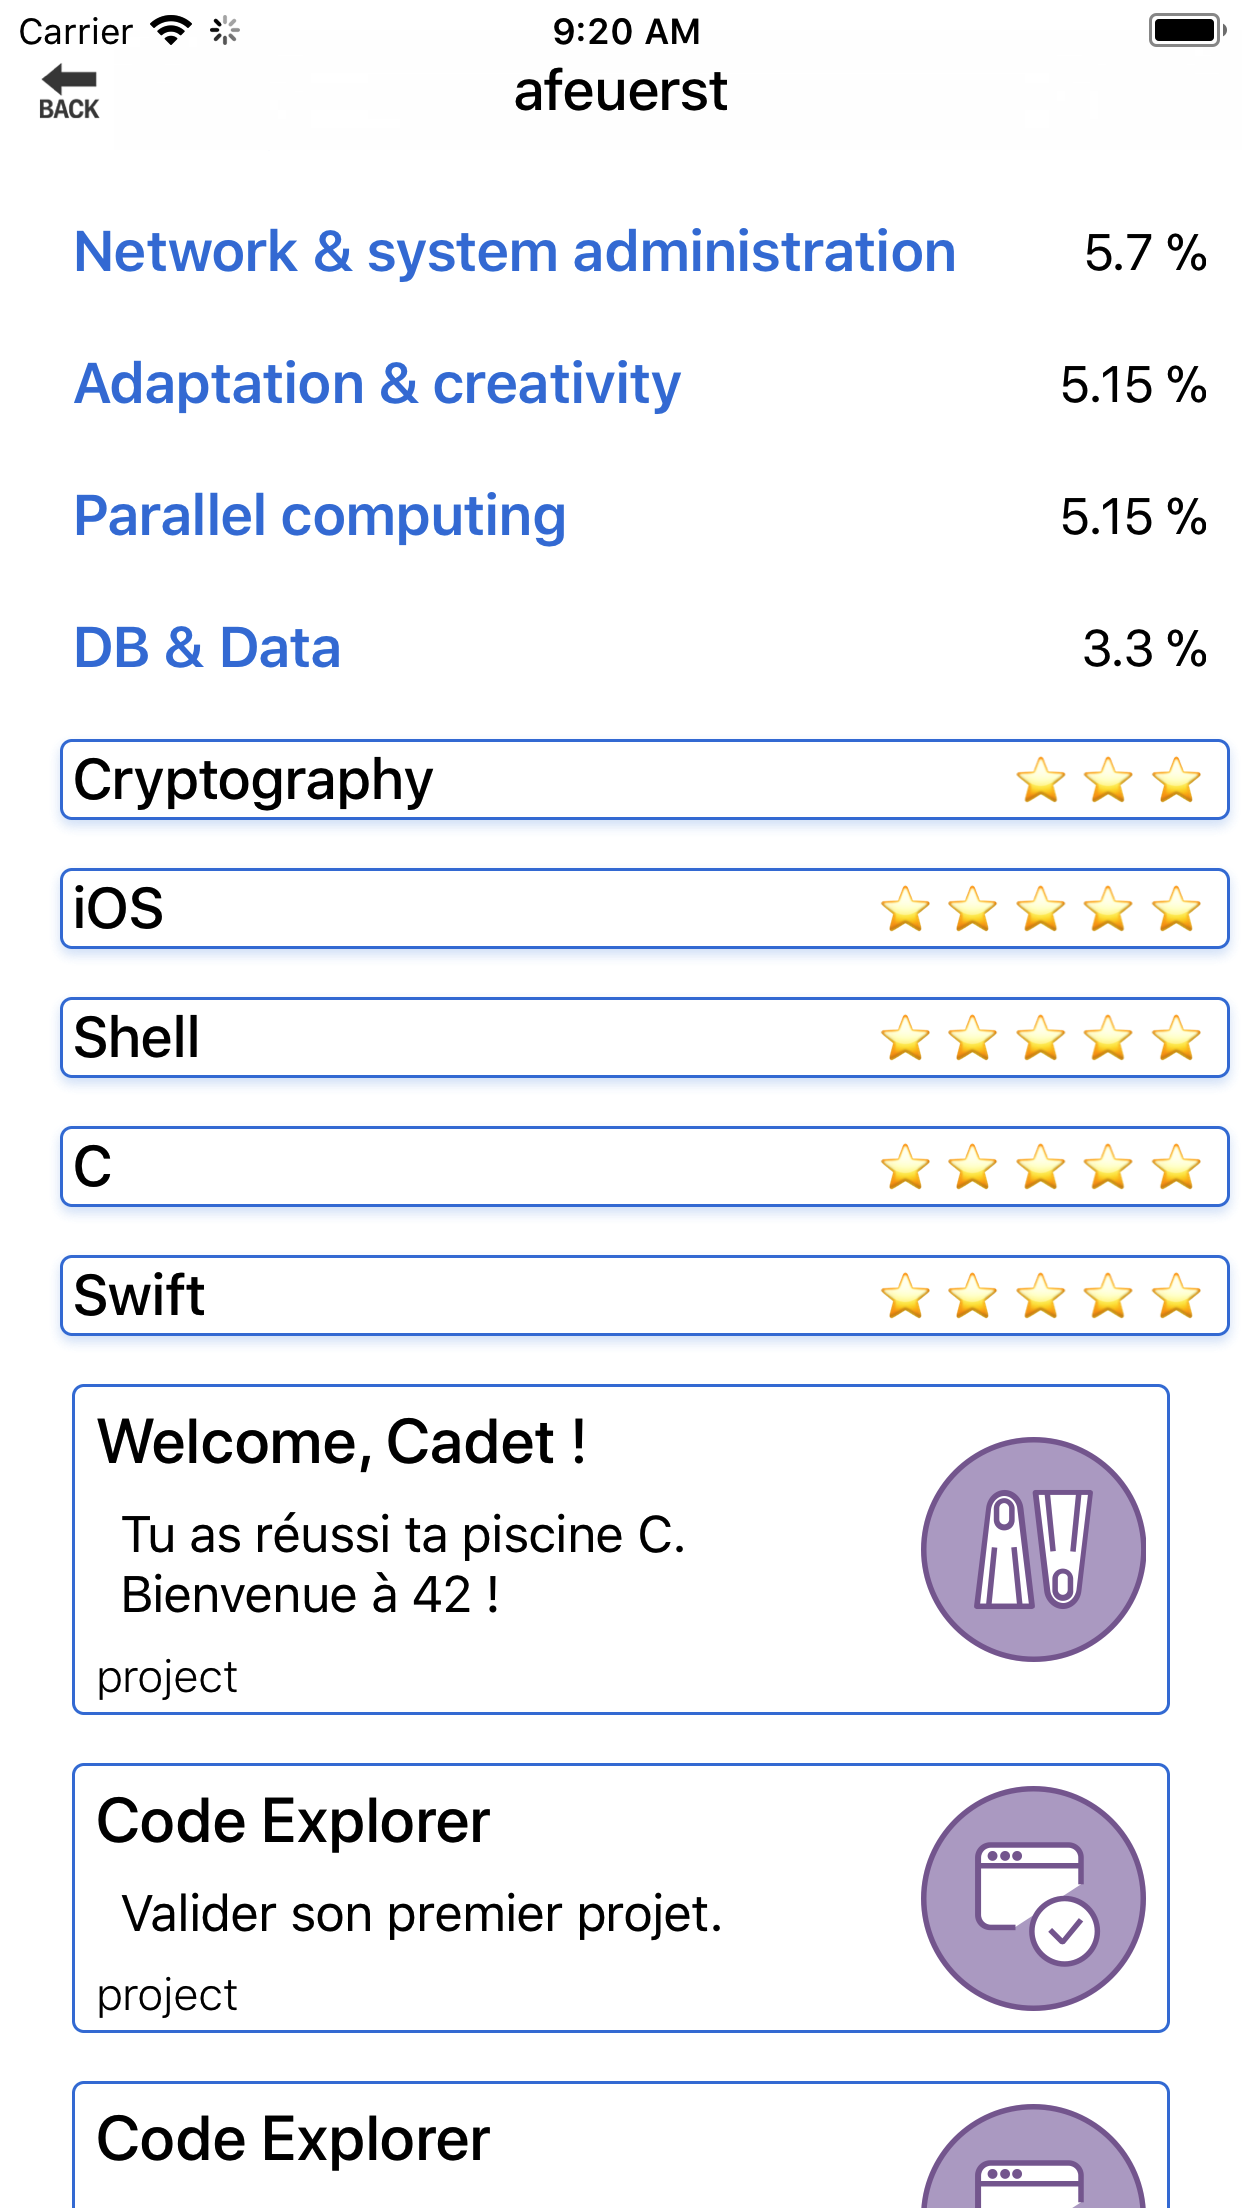 Carrier 9:20 AM
BACK
afeuerst
Network & system administration 5.7 %
Adaptation & creativity 5.15 %
Parallel computing 5.15 %
DB & Data 3.3 %
Cryptography
iOS
Shell
C
Swift
Welcome, Cadet !
Tu as réussi ta piscine C.
Bienvenue à 42 !
project
Code Explorer
Valider son premier projet.
project
Code Explorer